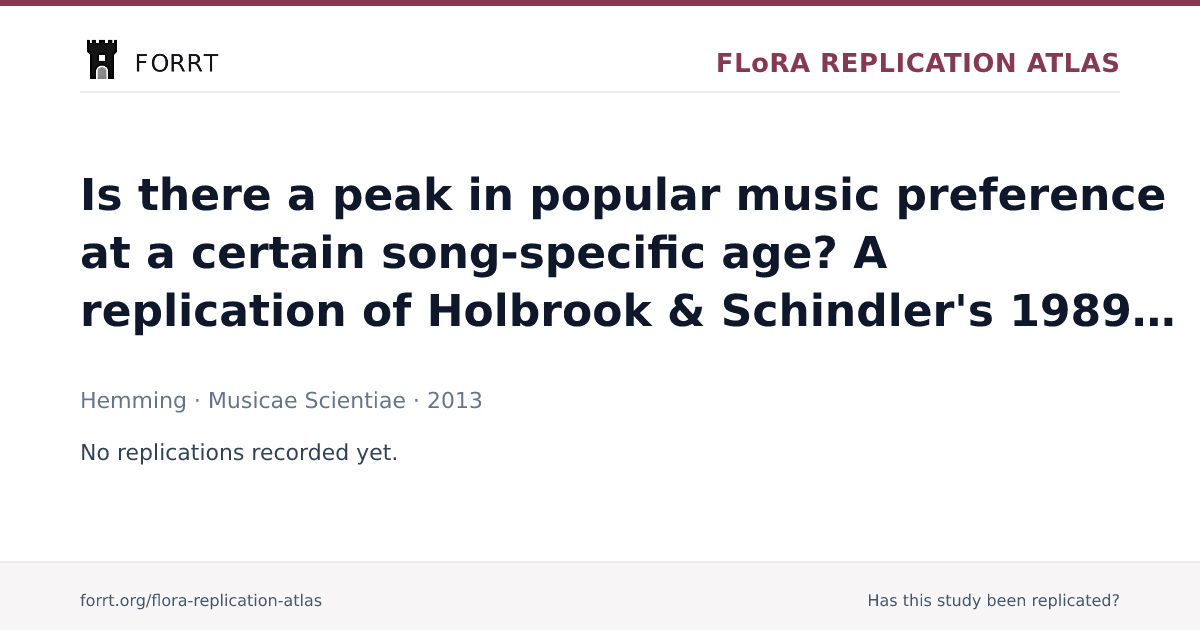 FORRT
FLoRA REPLICATION ATLAS
Is there a peak in popular music preference
at a certain song-specific age? A
replication of Holbrook & Schindler's 1989…
Hemming · Musicae Scientiae · 2013
No replications recorded yet.
forrt.org/flora-replication-atlas
Has this study been replicated?